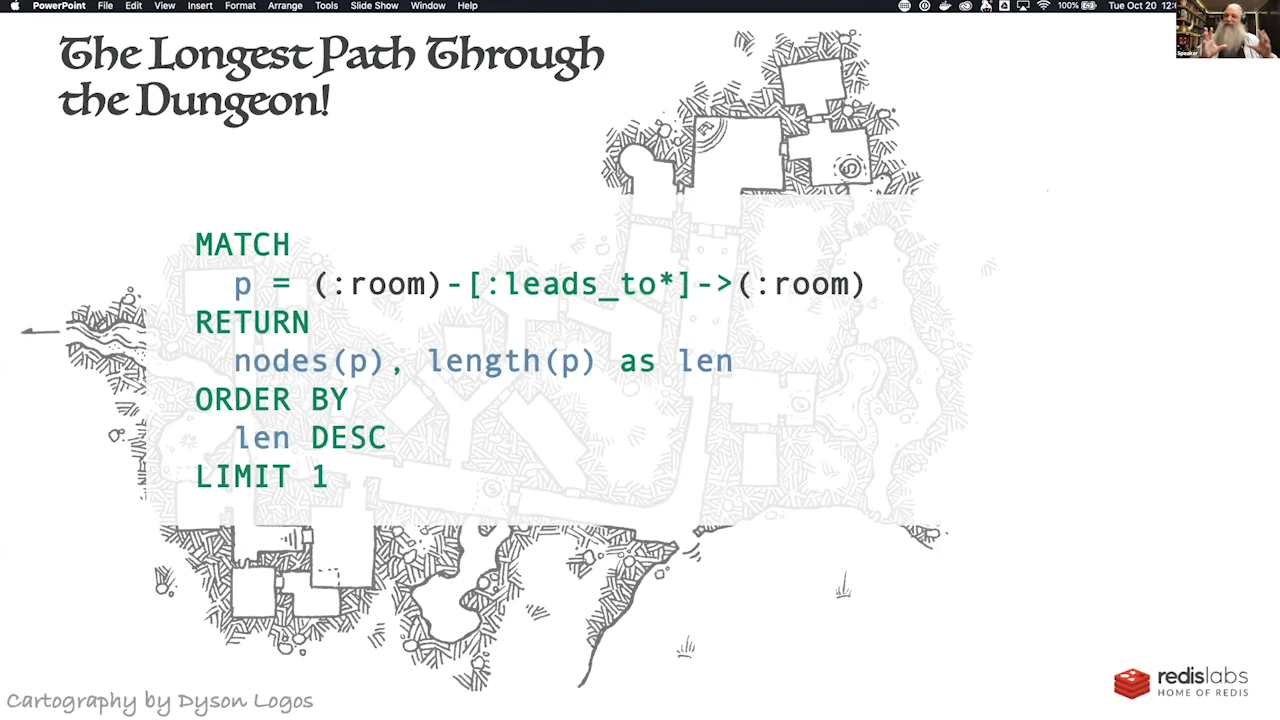 PowerPoint File Edit View Insert Format Arrange Tools Slide Show Window Help 100% Tue Oct 20
Speaker
The Longest Path Through
the Dungeon!
MATCH
p = (:room)-[:leads_to*]->(:room)
RETURN
nodes(p), length(p) as len
ORDER BY
len DESC
LIMIT 1
redislabs
HOME OF REDIS
Cartography by Dyson Logos